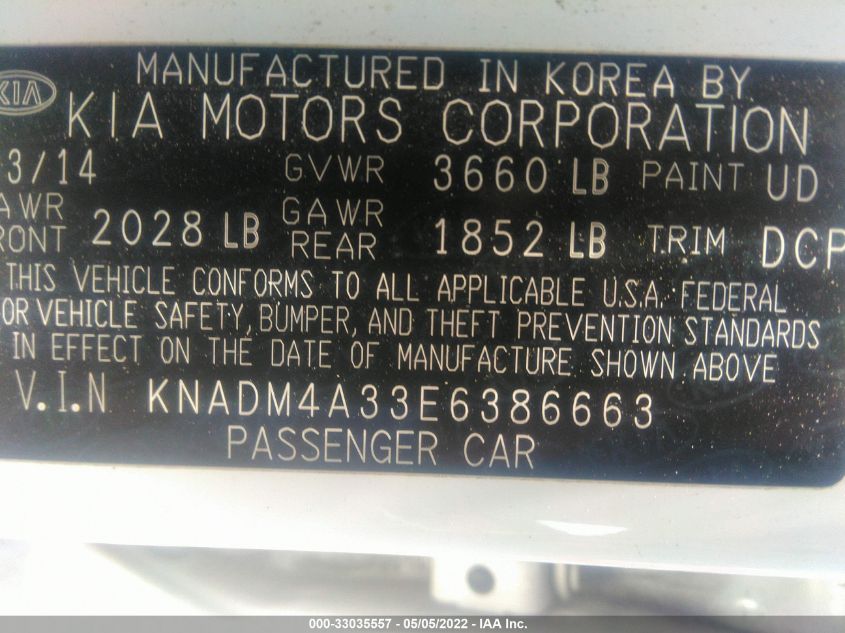 MANUFACTURED IN KOREA BY
KIA
KIA MOTORS CORPORATION
3/14 GVWR 3660 LB PAINT UD
AWR FRONT 2028 LB GAWR REAR 1852 LB TRIM DCP
THIS VEHICLE CONFORMS TO ALL APPLICABLE U.S.A. FEDERAL
OR VEHICLE SAFETY, BUMPER, AND THEFT PREVENTION STANDARDS
IN EFFECT ON THE DATE OF MANUFACTURE SHOWN ABOVE
V.I.N KNADM4A33E6386663
PASSENGER CAR
000-33035557 - 05/05/2022 - IAA Inc.